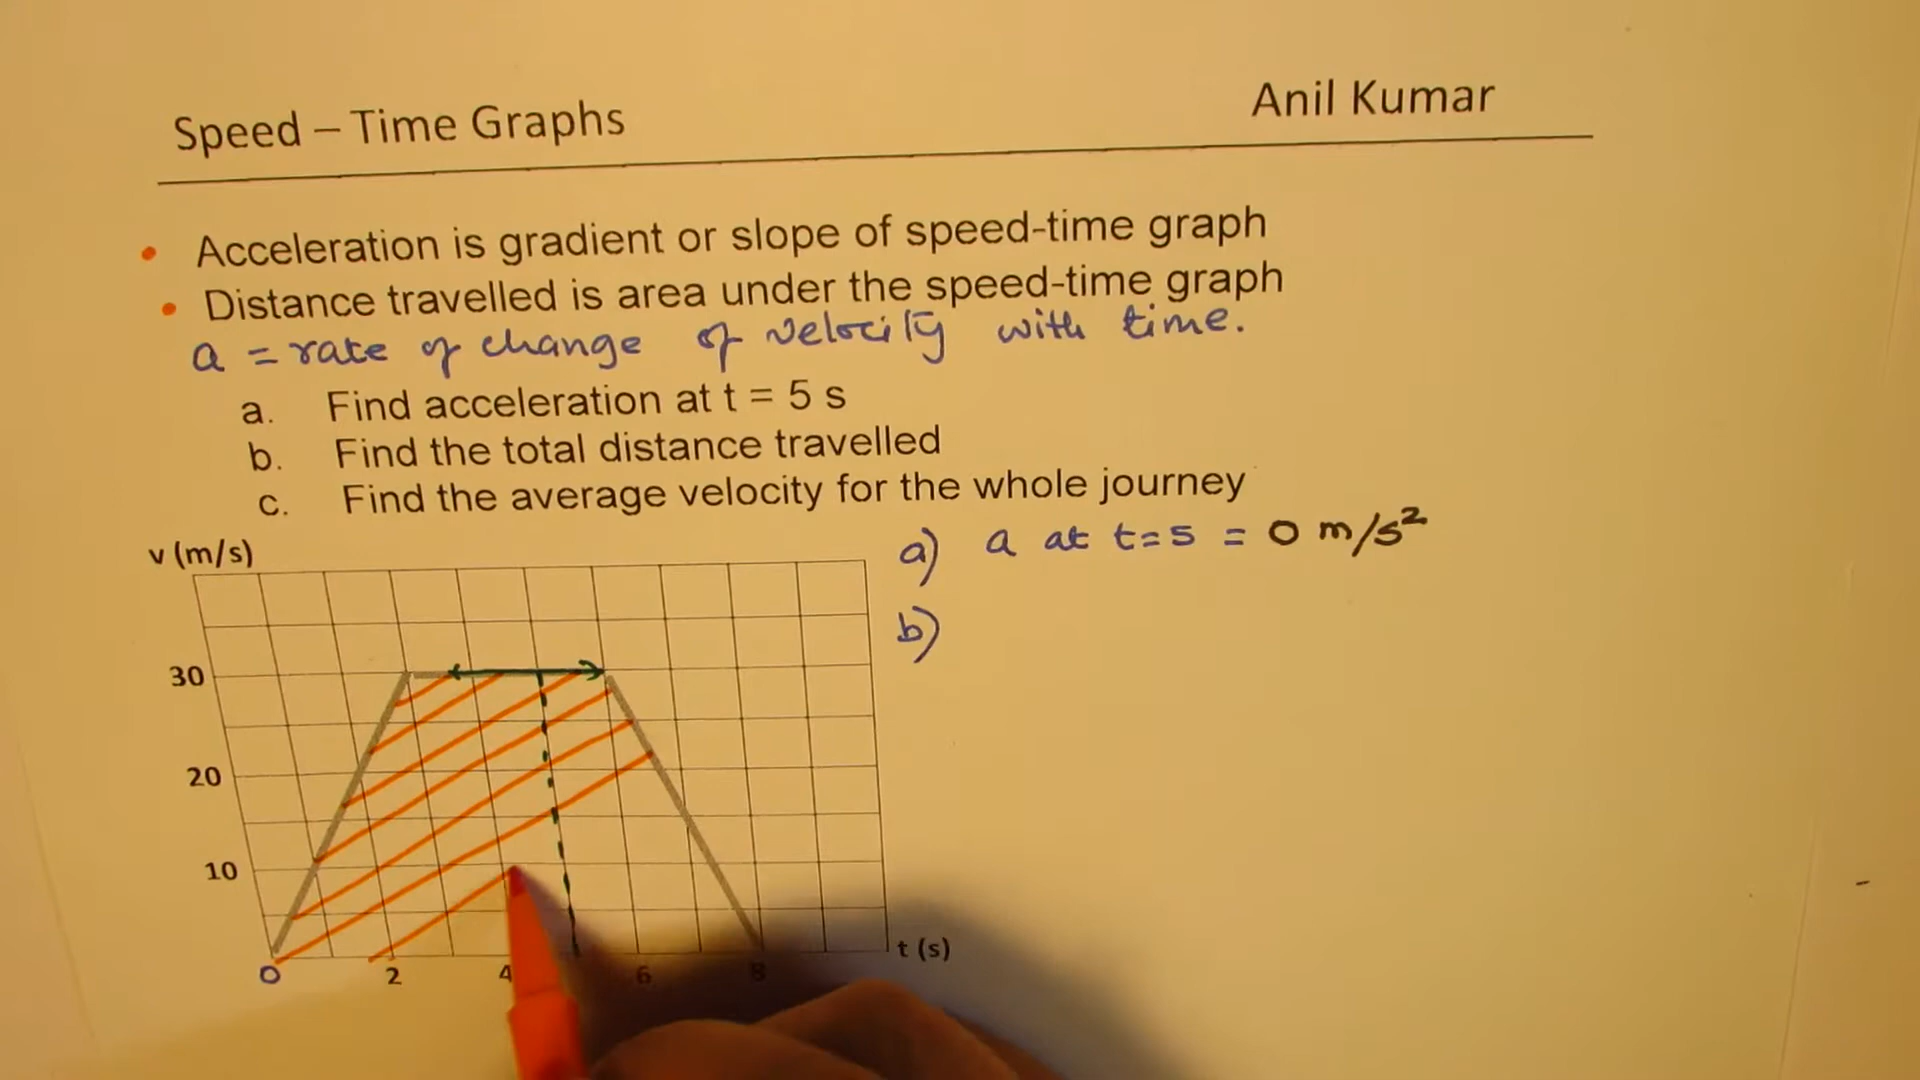 Speed – Time Graphs
Anil Kumar
• Acceleration is gradient or slope of speed-time graph
• Distance travelled is area under the speed-time graph
a = rate of change of velocity with time.
a. Find acceleration at t = 5 s
b. Find the total distance travelled
c. Find the average velocity for the whole journey
a) a at t=5 = 0 m/s²
b)
v (m/s)
30
20
10
t (s)
0 2 4 6 8